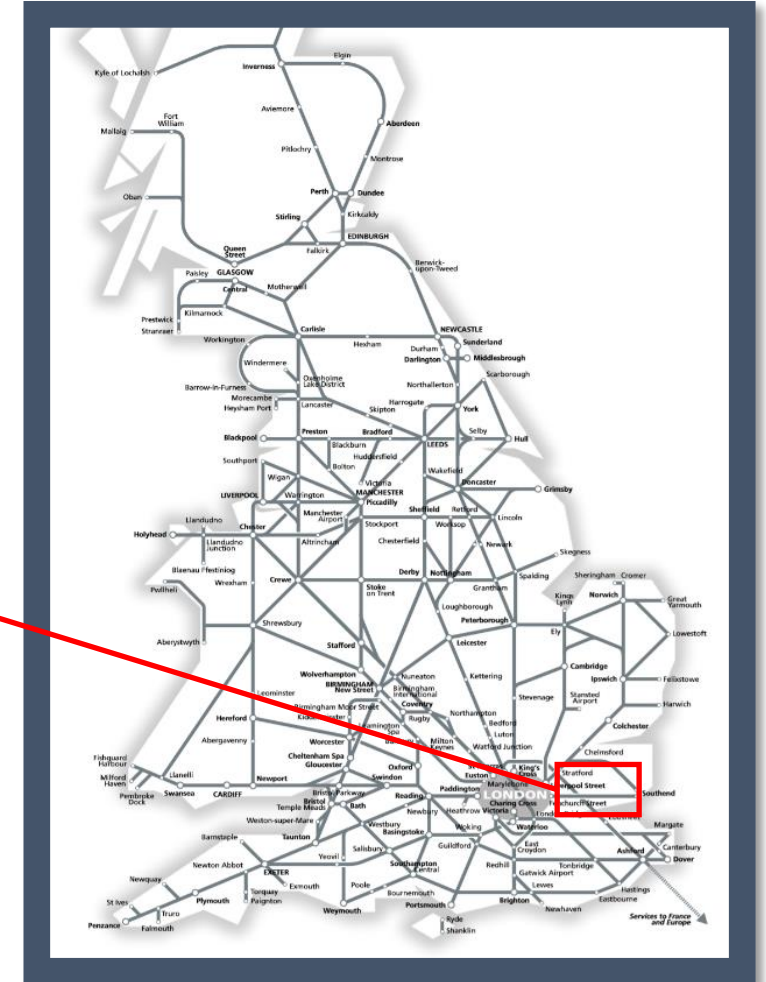 Elgin
Inverness
Kyle of Lochalsh
Aviemore
Fort
William
Aberdeen
Mallaig
Pitlochry
Montrose
Perth
Dundee
Oban
Kirkcaldy
Stirling
EDINBURGH
Queen
Street
Falkirk
Berwick-
upon-Tweed
Paisley
GLASGOW
Central
Motherwell
Kilmarnock
Prestwick
Stranraer
Carlisle
NEWCASTLE
Workington
Hexham
Sunderland
Durham
Darlington
Middlesbrough
Windermere
Scarborough
Oxenholme
Lake District
Barrow-in-Furness
Northallerton
Morecambe
Heysham Port
Lancaster
Harrogate
York
Skipton
Blackpool
Preston
Bradford
Selby
Hull
Blackburn
LEEDS
Huddersfield
Southport
Bolton
Wakefield
Wigan
Victoria
Doncaster
MANCHESTER
Piccadilly
LIVERPOOL
Warrington
Grimsby
Manchester
Airport
Sheffield
Retford
Llandudno
Stockport
Worksop
Lincoln
Holyhead
Chester
Llandudno
Junction
Altrincham
Chesterfield
Newark
Skegness
Blaenau Ffestiniog
Derby
Nottingham
Spalding
Sheringham
Cromer
Pwllheli
Wrexham
Crewe
Stoke
on Trent
Grantham
Kings
Lynn
Norwich
Great
Yarmouth
Loughborough
Peterborough
Shrewsbury
Ely
Lowestoft
Aberystwyth
Stafford
Leicester
Cambridge
Wolverhampton
Nuneaton
Kettering
Ipswich
Felixstowe
BIRMINGHAM
New Street
Birmingham
International
Leominster
Stansted
Airport
Stevenage
Harwich
Birmingham Moor Street
Coventry
Northampton
Hereford
Rugby
Bedford
Colchester
Abergavenny
Worcester
Milton
Keynes
Luton
Watford Junction
Chelmsford
Fishguard
Harbour
Cheltenham Spa
Gloucester
Oxford
King's
Cross
Stratford
Milford
Haven
Llanelli
Swindon
Euston
Marylebone
Pembroke
Dock
Swansea
CARDIFF
Newport
Bristol Parkway
Reading
Paddington
LONDON
Southend
Bristol
Temple Meads
Bath
Newbury
Heathrow
Victoria
Charing Cross
Fenchurch Street
Weston-super-Mare
Westbury
Waterloo
Margate
Barnstaple
Taunton
Basingstoke
Woking
East
Croydon
Canterbury
Salisbury
Guildford
Yeovil
Redhill
Tonbridge
Ashford
Dover
Newton Abbot
EXETER
Southampton
Central
Gatwick Airport
Newquay
Exmouth
Poole
Lewes
Hastings
Torquay
Paignton
Bournemouth
Eastbourne
St Ives
Truro
Plymouth
Weymouth
Portsmouth
Brighton
Newhaven
Penzance
Falmouth
Ryde
Shanklin
Services to France
and Europe